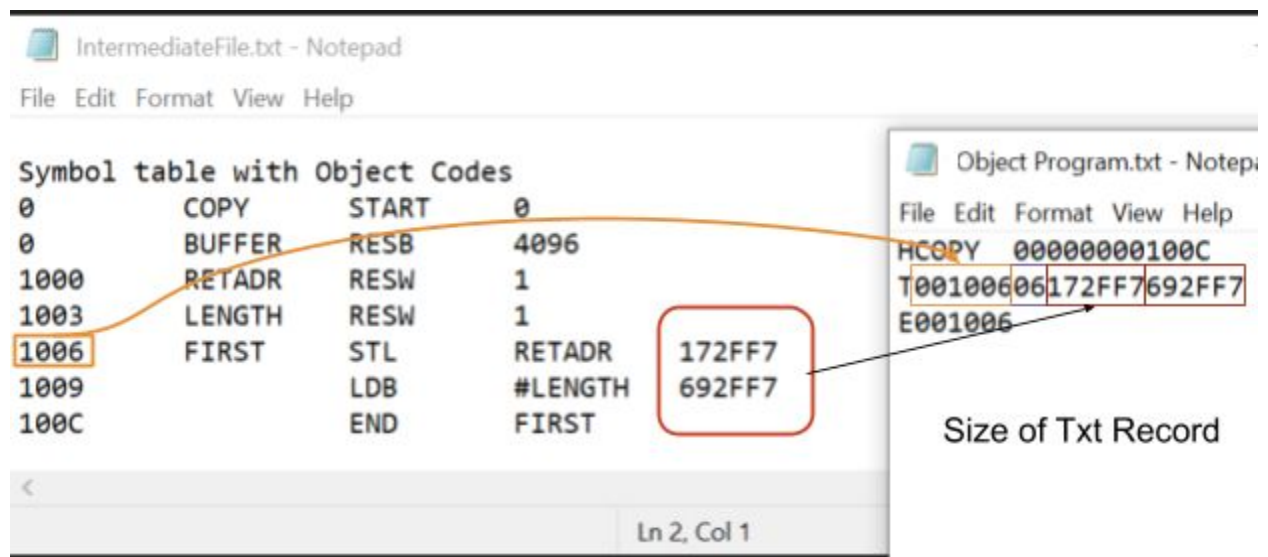 IntermediateFile.txt - Notepad
File Edit Format View Help
Symbol table with Object Codes
0 COPY START 0
0 BUFFER RESB 4096
1000 RETADR RESW 1
1003 LENGTH RESW 1
1006 FIRST STL RETADR 172FF7
1009 LDB #LENGTH 692FF7
100C END FIRST
Ln 2, Col 1
Object Program.txt - Notepa
File Edit Format View Help
HCOPY 00000000100C
T00100606172FF7692FF7
E001006
Size of Txt Record